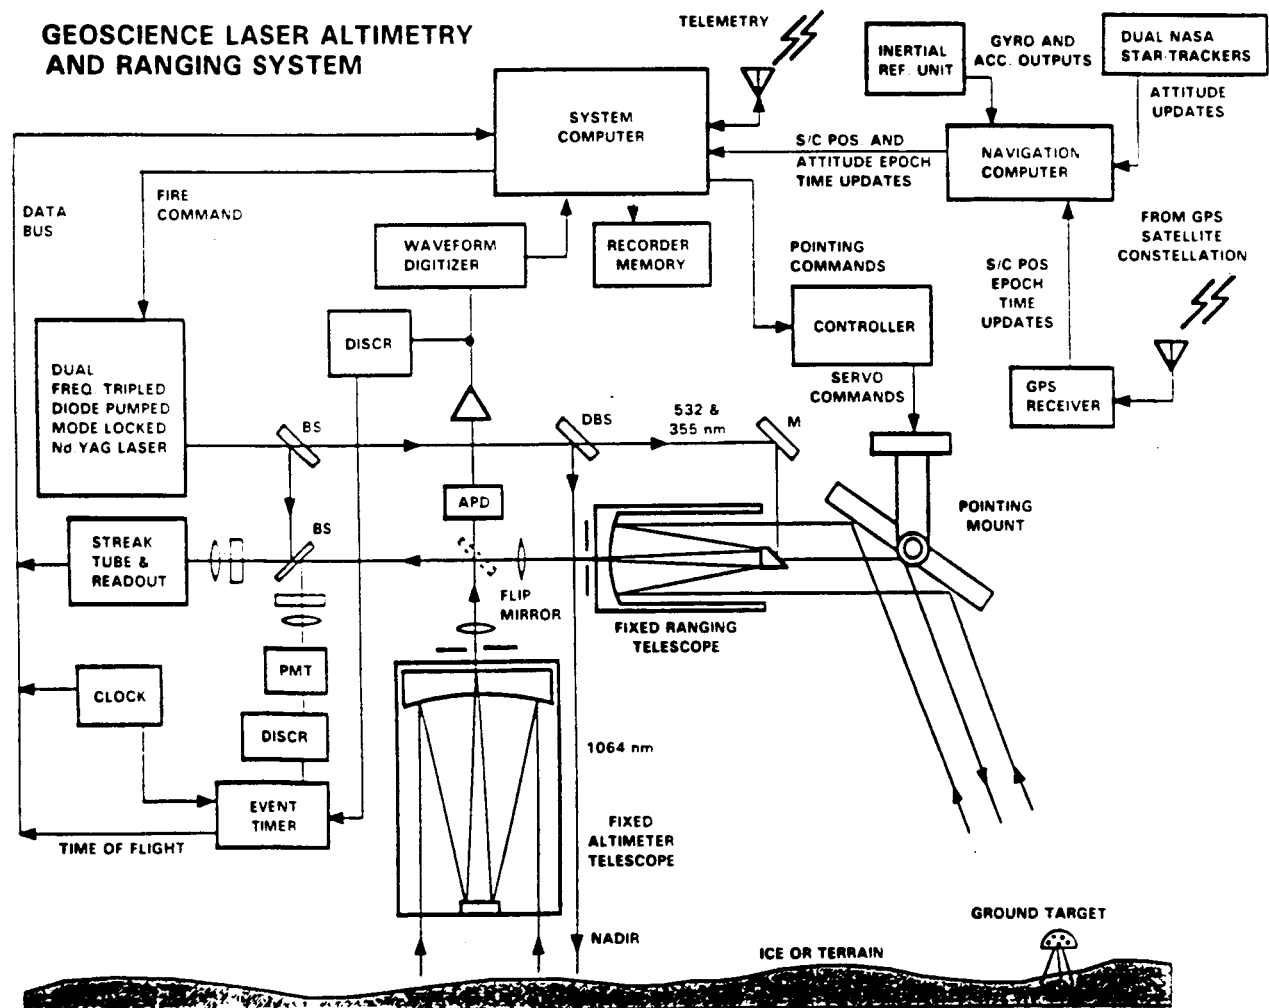 GEOSCIENCE LASER ALTIMETRY
AND RANGING SYSTEM
TELEMETRY
SYSTEM
COMPUTER
INERTIAL
REF. UNIT
GYRO AND
ACC. OUTPUTS
DUAL NASA
STAR-TRACKERS
ATTITUDE
UPDATES
S/C POS. AND
ATTITUDE EPOCH
TIME UPDATES
NAVIGATION
COMPUTER
DATA
BUS
FIRE
COMMAND
WAVEFORM
DIGITIZER
RECORDER
MEMORY
POINTING
COMMANDS
S/C POS
EPOCH
TIME
UPDATES
FROM GPS
SATELLITE
CONSTELLATION
DISCR
CONTROLLER
SERVO
COMMANDS
GPS
RECEIVER
DUAL
FREQ. TRIPLED
DIODE PUMPED
MODE LOCKED
Nd YAG LASER
BS
DBS
532 &
355 nm
M
APD
POINTING
MOUNT
STREAK
TUBE &
READOUT
BS
FLIP
MIRROR
FIXED RANGING
TELESCOPE
PMT
CLOCK
DISCR
1064 nm
EVENT
TIMER
TIME OF FLIGHT
FIXED
ALTIMETER
TELESCOPE
NADIR
ICE OR TERRAIN
GROUND TARGET